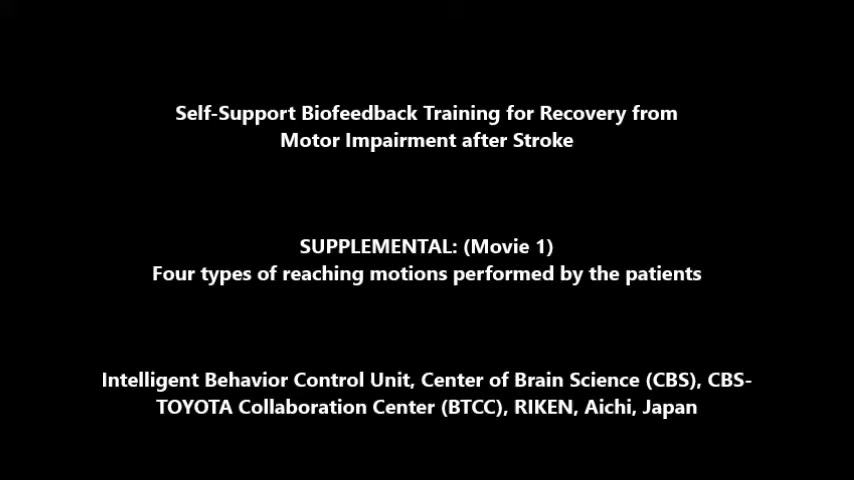 Self-Support Biofeedback Training for Recovery from
Motor Impairment after Stroke
SUPPLEMENTAL: (Movie 1)
Four types of reaching motions performed by the patients
Intelligent Behavior Control Unit, Center of Brain Science (CBS), CBS-
TOYOTA Collaboration Center (BTCC), RIKEN, Aichi, Japan